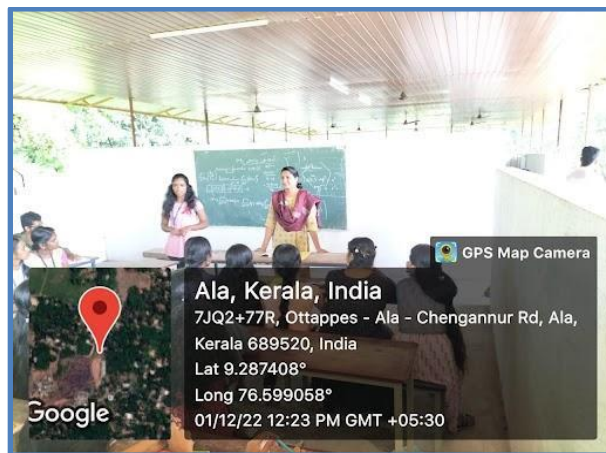 GPS Map Camera
Ala, Kerala, India
7JQ2+77R, Ottappes - Ala - Chengannur Rd, Ala,
Kerala 689520, India
Lat 9.287408°
Long 76.599058°
01/12/22 12:23 PM GMT +05:30
Google